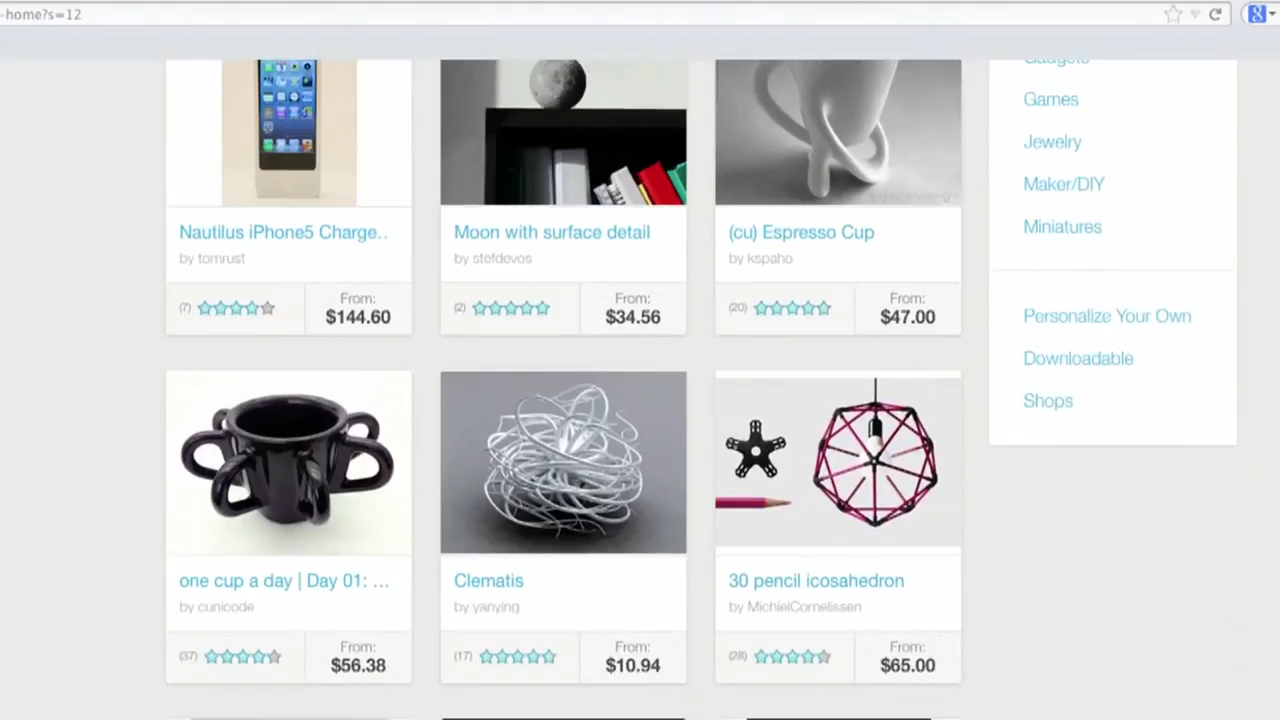 -home?s=12
Gadgets
Games
Jewelry
Maker/DIY
Miniatures
Personalize Your Own
Downloadable
Shops
Nautilus iPhone5 Charge..
by tomrust
(7)
From:
$144.60
Moon with surface detail
by stefdevos
(2)
From:
$34.56
(cu) Espresso Cup
by kspaho
(20)
From:
$47.00
one cup a day | Day 01: ...
by cunicode
(37)
From:
$56.38
Clematis
by yanying
(17)
From:
$10.94
30 pencil icosahedron
by MichielCornelissen
(28)
From:
$65.00